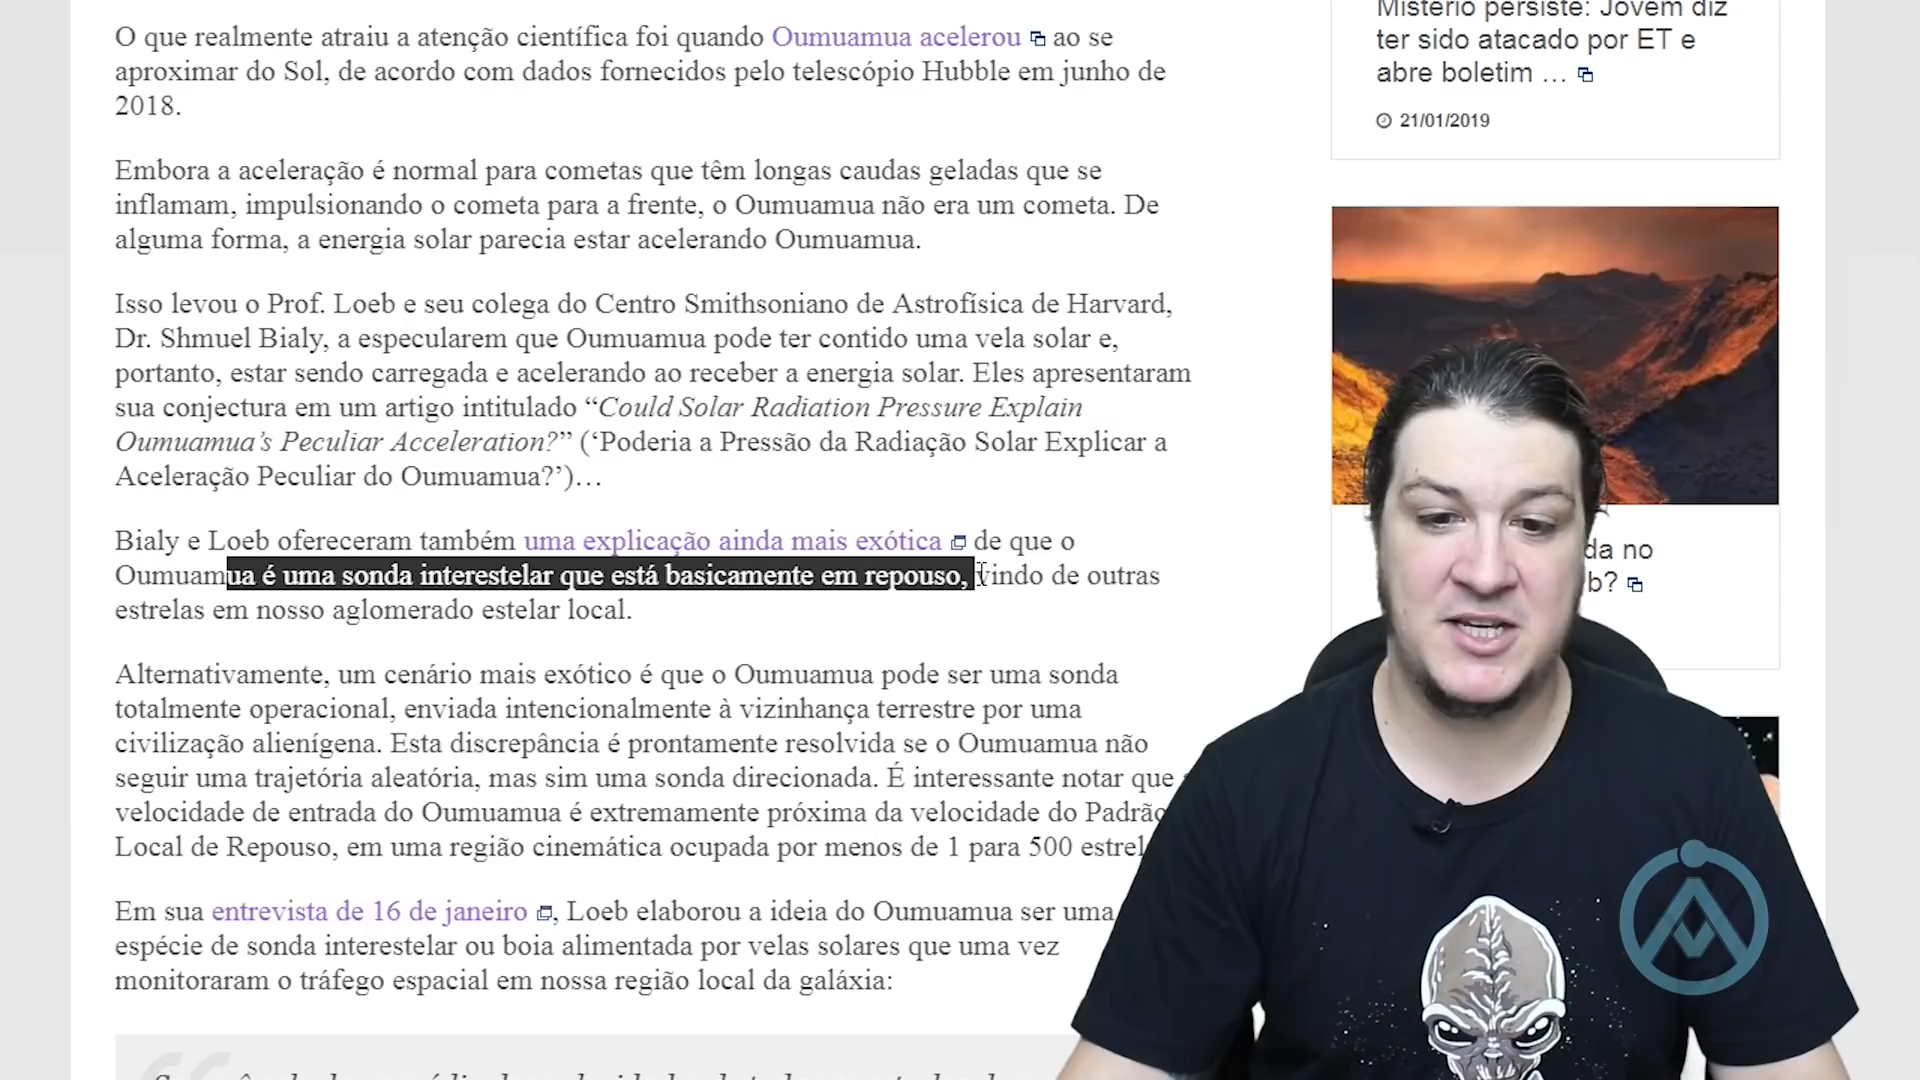 O que realmente atraiu a atenção científica foi quando Oumuamua acelerou ao se
aproximar do Sol, de acordo com dados fornecidos pelo telescópio Hubble em junho de
2018.
Embora a aceleração é normal para cometas que têm longas caudas geladas que se
inflamam, impulsionando o cometa para a frente, o Oumuamua não era um cometa. De
alguma forma, a energia solar parecia estar acelerando Oumuamua.
Isso levou o Prof. Loeb e seu colega do Centro Smithsoniano de Astrofísica de Harvard,
Dr. Shmuel Bialy, a especularem que Oumuamua pode ter contido uma vela solar e,
portanto, estar sendo carregada e acelerando ao receber a energia solar. Eles apresentaram
sua conjectura em um artigo intitulado “Could Solar Radiation Pressure Explain
Oumuamua’s Peculiar Acceleration?” (‘Poderia a Pressão da Radiação Solar Explicar a
Aceleração Peculiar do Oumuamua?’)…
Bialy e Loeb ofereceram também uma explicação ainda mais exótica de que o
Oumuamua é uma sonda interestelar que está basicamente em repouso, vindo de outras
estrelas em nosso aglomerado estelar local.
Alternativamente, um cenário mais exótico é que o Oumuamua pode ser uma sonda
totalmente operacional, enviada intencionalmente à vizinhança terrestre por uma
civilização alienígena. Esta discrepância é prontamente resolvida se o Oumuamua não
seguir uma trajetória aleatória, mas sim uma sonda direcionada. É interessante notar que
velocidade de entrada do Oumuamua é extremamente próxima da velocidade do Padrão
Local de Repouso, em uma região cinemática ocupada por menos de 1 para 500
Em sua entrevista de 16 de janeiro, Loeb elaborou a ideia do Oumuamua ser uma
espécie de sonda interestelar ou boia alimentada por velas solares que uma vez
monitoraram o tráfego espacial em nossa região local da galáxia:
Mistério persiste: Jovem diz
ter sido atacado por ET e
abre boletim …
21/01/2019
no